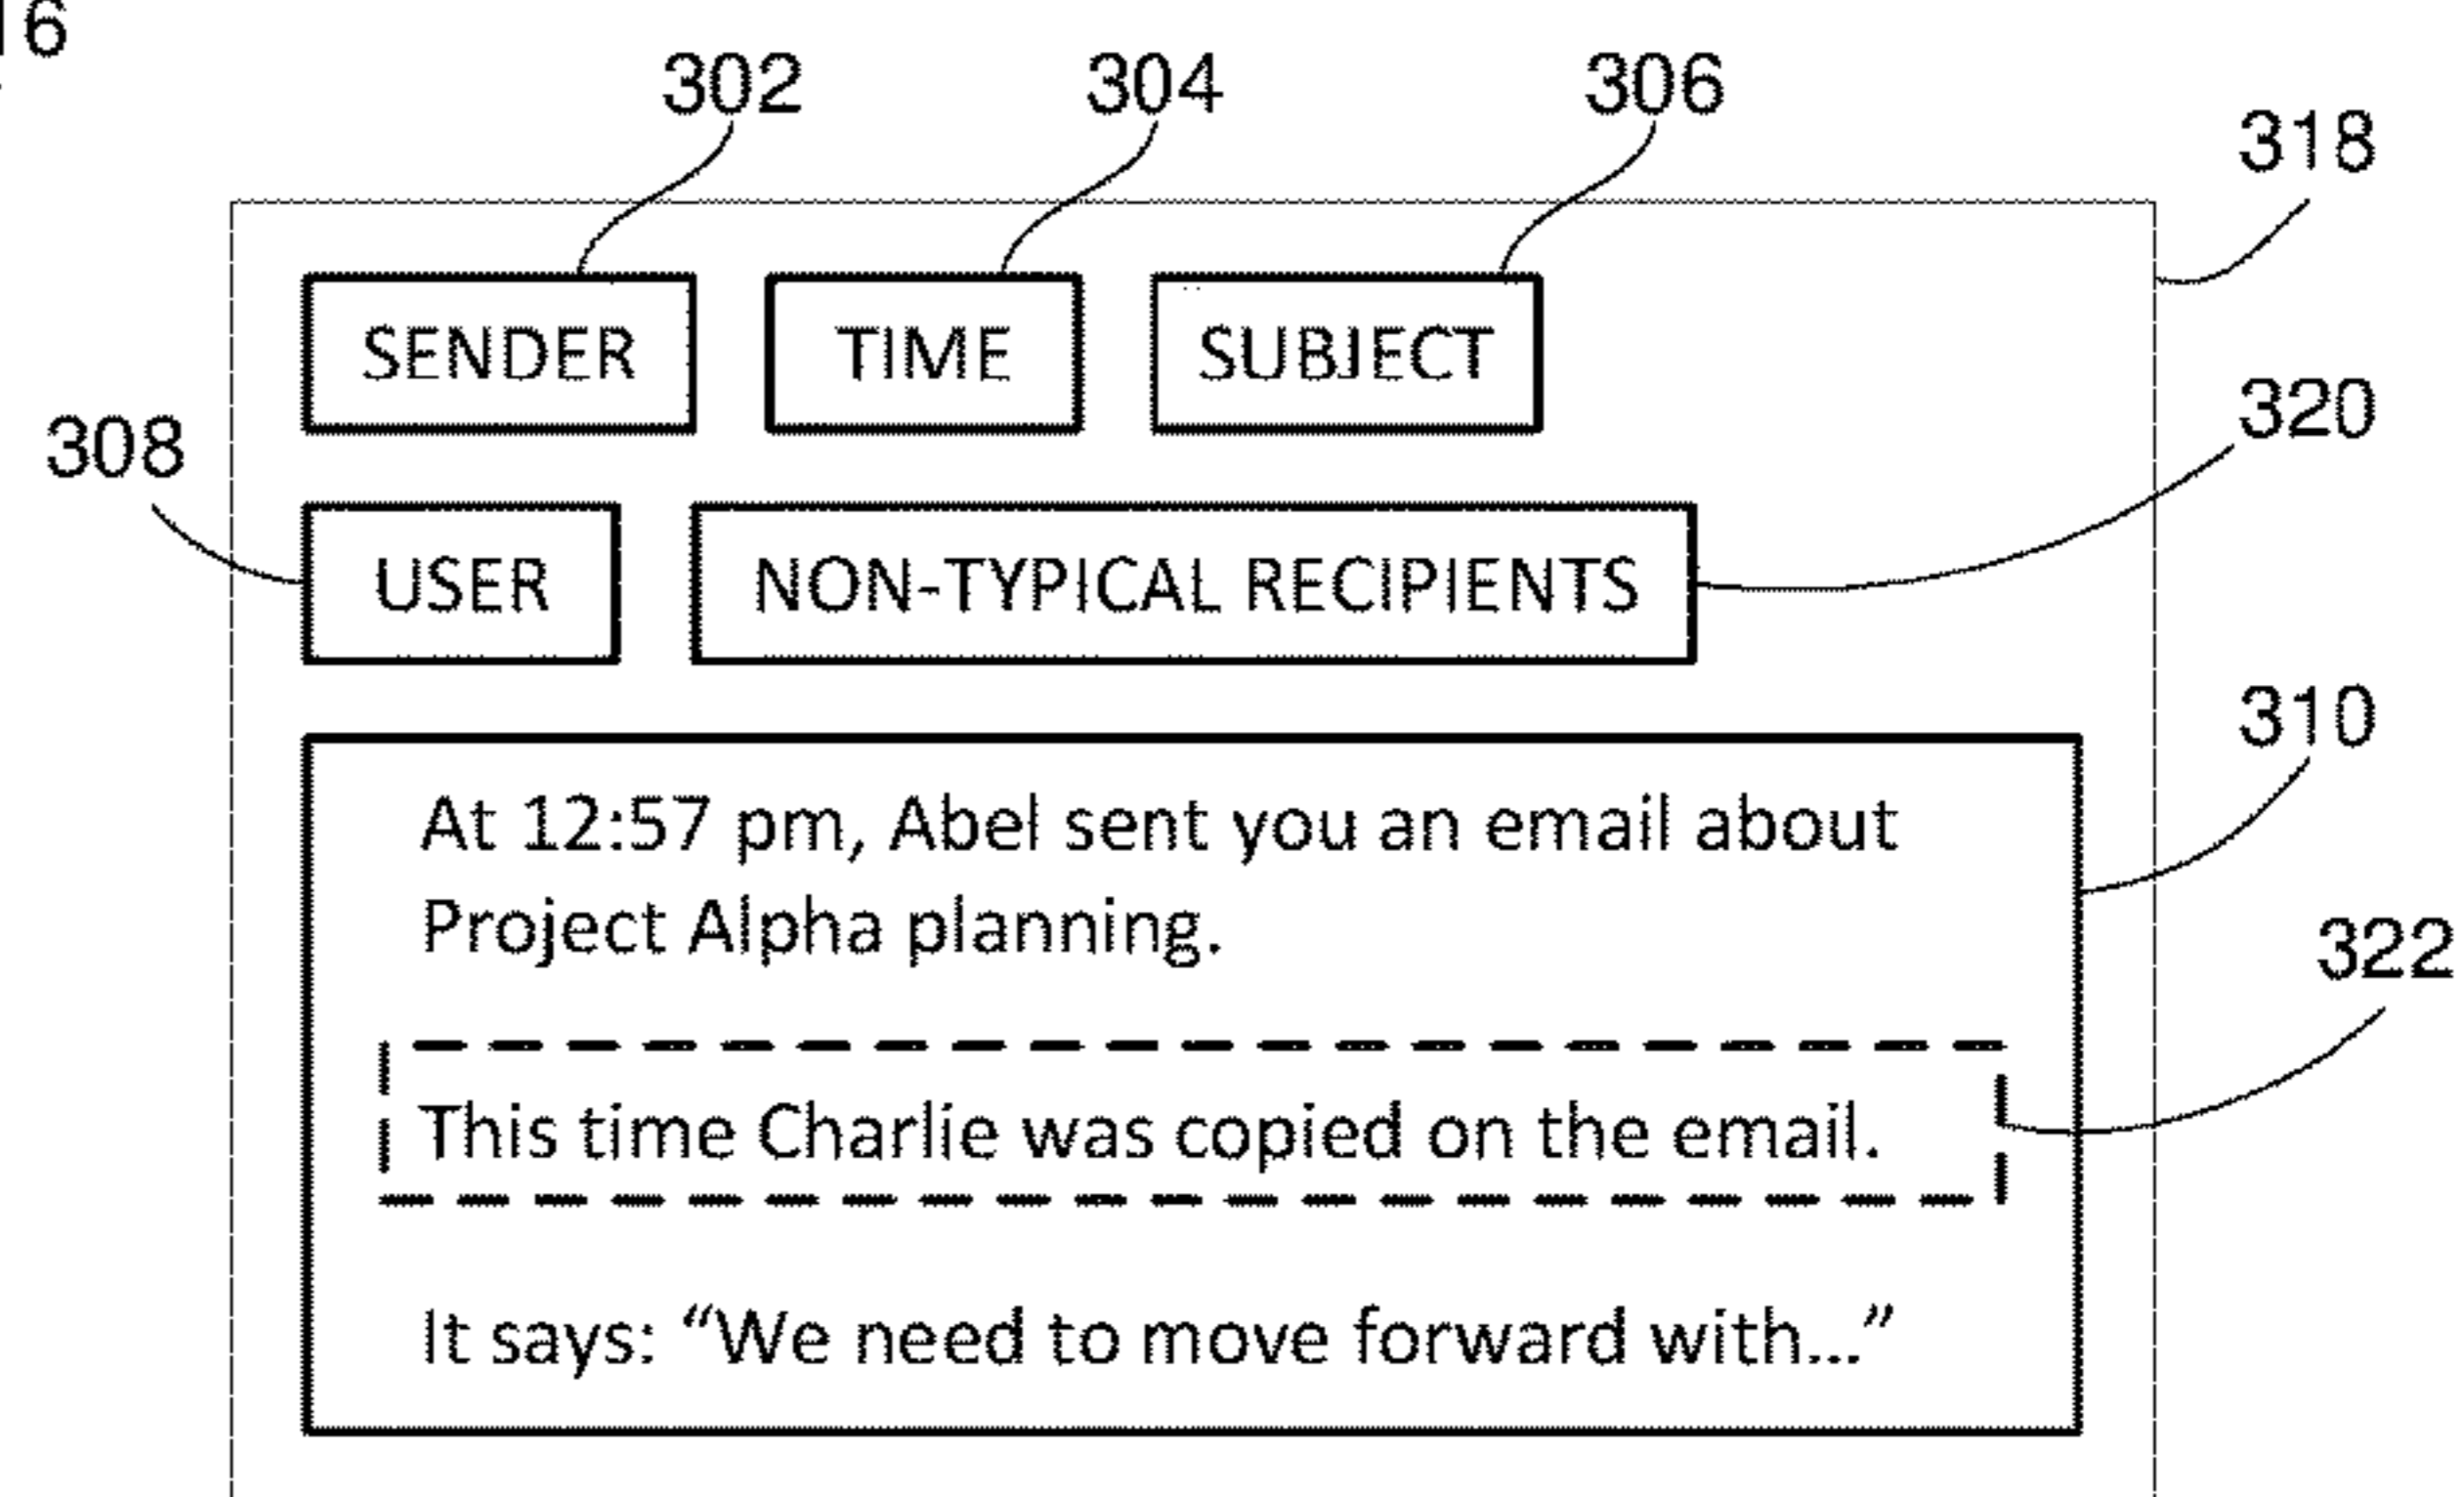 16
302 304 306
318
SENDER TIME SUBJECT
320
308
USER NON-TYPICAL RECIPIENTS
310
At 12:57 pm, Abel sent you an email about
Project Alpha planning.
322
This time Charlie was copied on the email.
It says: “We need to move forward with...”